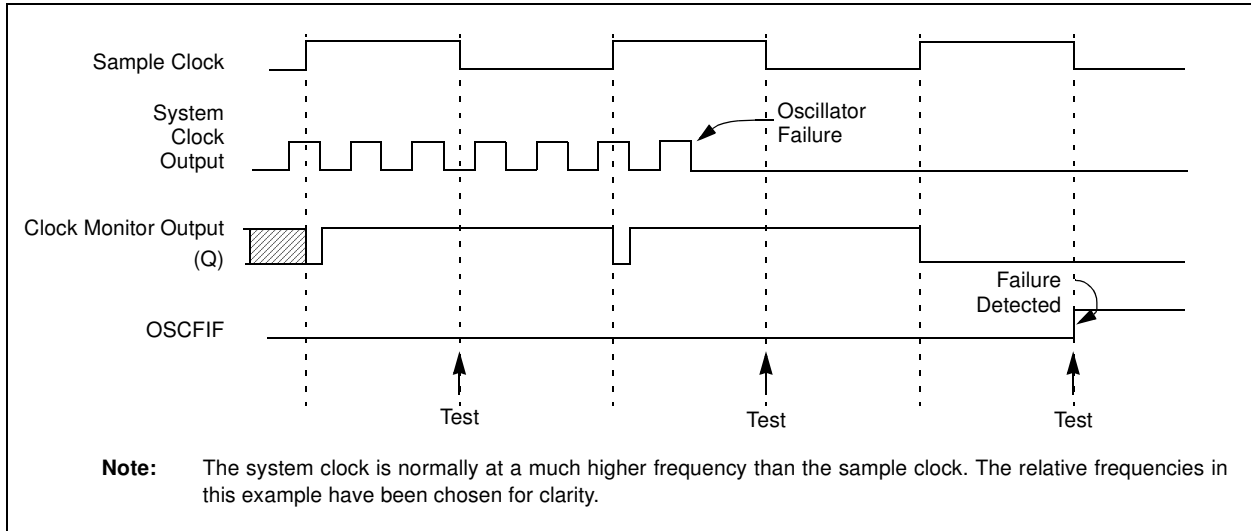 Sample Clock
System
Clock
Output
Oscillator
Failure
Clock Monitor Output
(Q)
Failure
Detected
OSCFIF
Test
Test
Test
Note: The system clock is normally at a much higher frequency than the sample clock. The relative frequencies in
this example have been chosen for clarity.